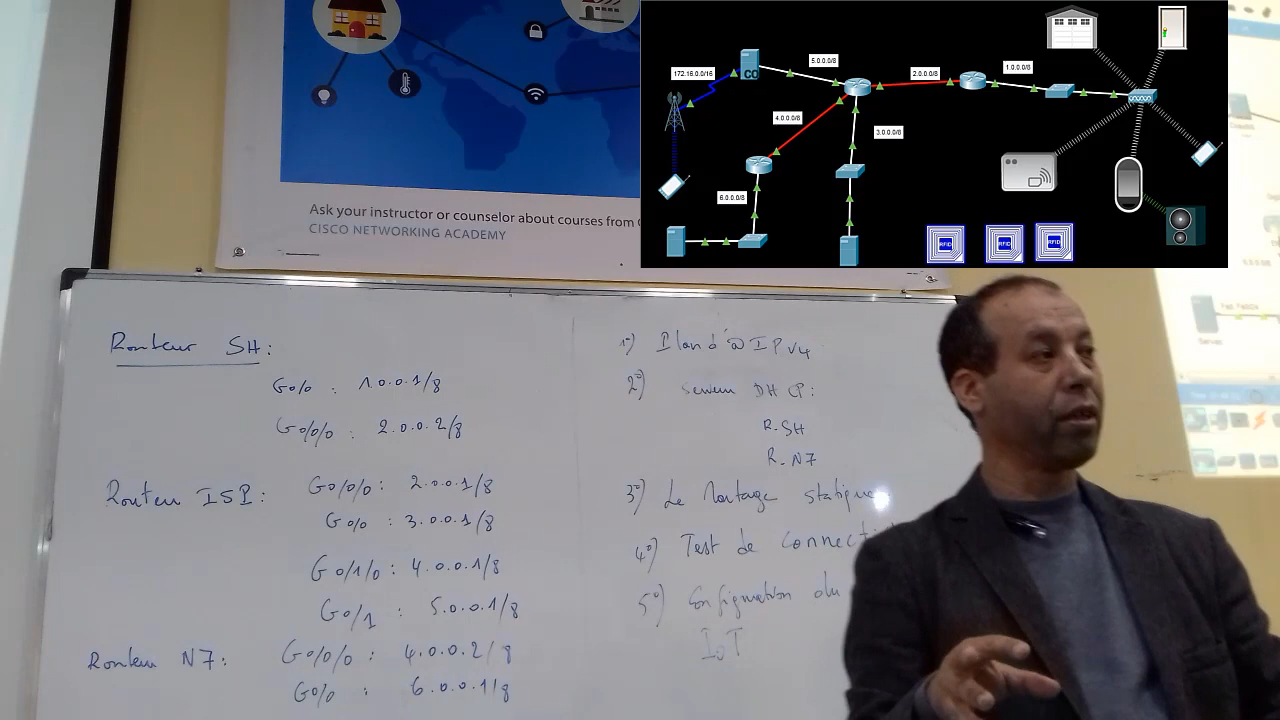 Ask your instructor or counselor about courses from
CISCO NETWORKING ACADEMY
172.16.0.0/16
CO
5.0.0.0/8
2.0.0.0/8
1.0.0.0/8
4.0.0.0/8
3.0.0.0/8
6.0.0.0/8
RFID
RFID
RFID
Routeur SH:
G0/0 : 1.0.0.1/8
G0/0/0 : 2.0.0.2/8
Routeur ISP:
G0/0/0 : 2.0.0.1/8
G0/0 : 3.0.0.1/8
G0/1/0 : 4.0.0.1/8
G0/1 : 5.0.0.1/8
Routeur N7:
G0/0/0 : 4.0.0.2/8
G0/0 : 6.0.0.1/8
1°) Plan d'@ IPv4
2°) Serveur DHCP:
R-SH
R-N7
3°) Le Routage statique
4°) Test de
5°) Configuration du
IoT